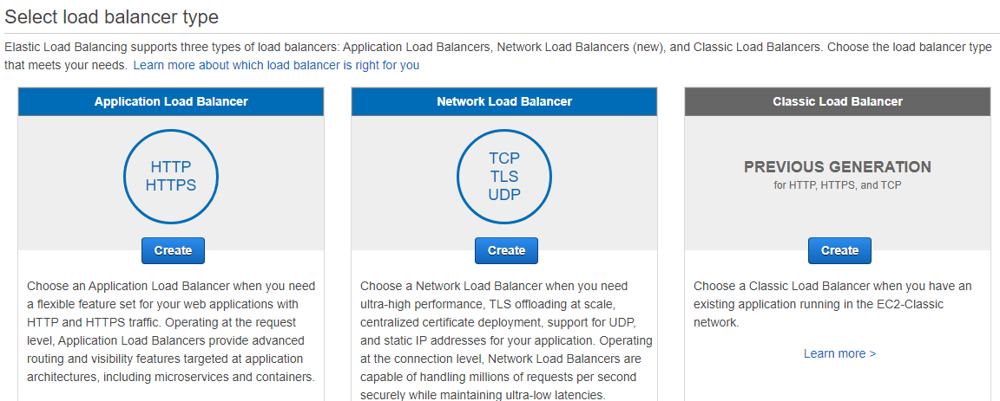 Select load balancer type
Elastic Load Balancing supports three types of load balancers: Application Load Balancers, Network Load Balancers (new), and Classic Load Balancers. Choose the load balancer type
that meets your needs. Learn more about which load balancer is right for you
Application Load Balancer
HTTP
HTTPS
Create
Choose an Application Load Balancer when you need
a flexible feature set for your web applications with
HTTP and HTTPS traffic. Operating at the request
level, Application Load Balancers provide advanced
routing and visibility features targeted at application
architectures, including microservices and containers.
Network Load Balancer
TCP
TLS
UDP
Create
Choose a Network Load Balancer when you need
ultra-high performance, TLS offloading at scale,
centralized certificate deployment, support for UDP,
and static IP addresses for your application. Operating
at the connection level, Network Load Balancers are
capable of handling millions of requests per second
securely while maintaining ultra-low latencies.
Classic Load Balancer
PREVIOUS GENERATION
for HTTP, HTTPS, and TCP
Create
Choose a Classic Load Balancer when you have an
existing application running in the EC2-Classic
network.
Learn more >